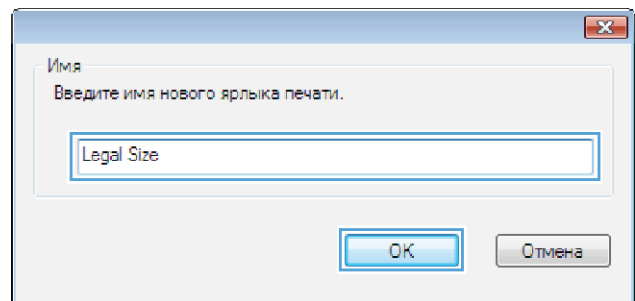 Имя
Введите имя нового ярлыка печати.
Legal Size
OK
Отмена